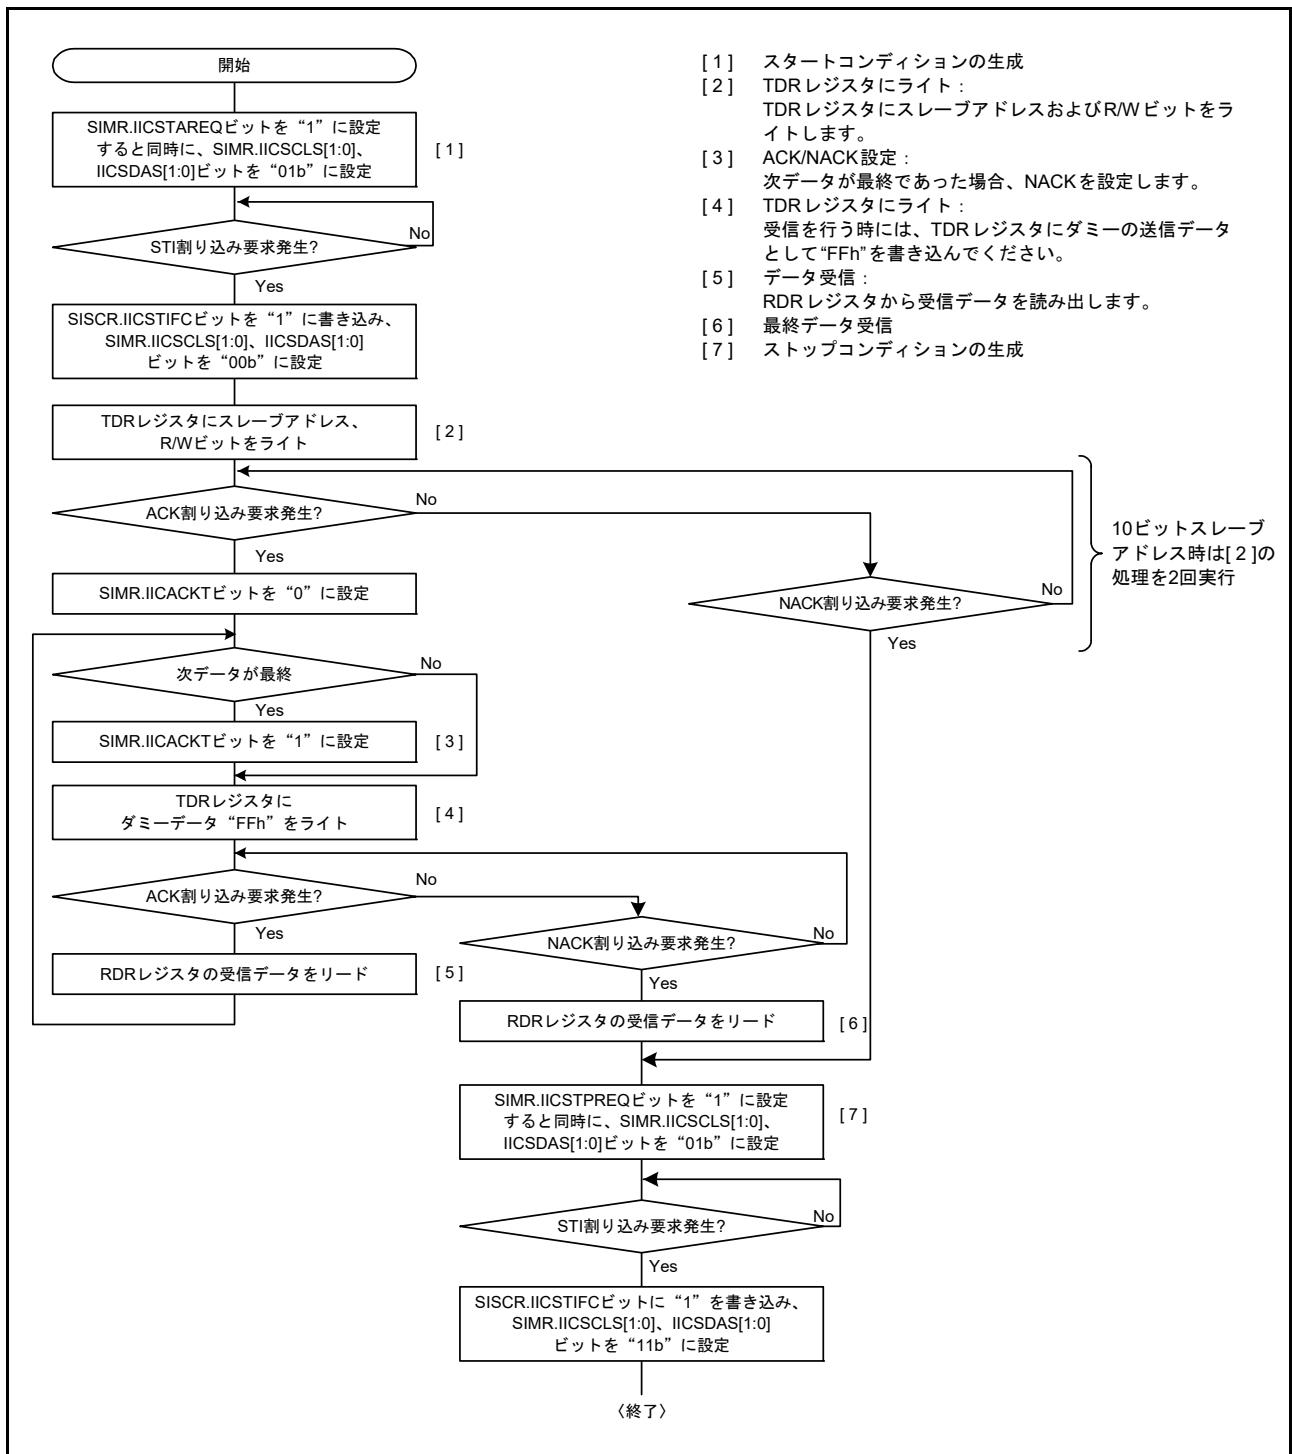 開始
SIMR.IICSTAREQビットを“1”に設定
すると同時に、SIMR.IICSCLS[1:0]、
IICSDAS[1:0]ビットを“01b”に設定
[ 1 ]
STI割り込み要求発生?
No
Yes
SISCR.IICSTIFCビットを“1”に書き込み、
SIMR.IICSCLS[1:0]、IICSDAS[1:0]
ビットを“00b”に設定
TDRレジスタにスレーブアドレス、
R/Wビットをライト
[ 2 ]
ACK割り込み要求発生?
No
Yes
SIMR.IICACKTビットを“0”に設定
NACK割り込み要求発生?
No
Yes
10ビットスレーブ
アドレス時は[ 2 ]の
処理を2回実行
次データが最終
No
Yes
SIMR.IICACKTビットを“1”に設定
[ 3 ]
TDRレジスタに
ダミーデータ“FFh”をライト
[ 4 ]
ACK割り込み要求発生?
No
Yes
RDRレジスタの受信データをリード
[ 5 ]
NACK割り込み要求発生?
No
Yes
RDRレジスタの受信データをリード
[ 6 ]
SIMR.IICSTPREQビットを“1”に設定
すると同時に、SIMR.IICSCLS[1:0]、
IICSDAS[1:0]ビットを“01b”に設定
[ 7 ]
STI割り込み要求発生?
No
Yes
SISCR.IICSTIFCビットに“1”を書き込み、
SIMR.IICSCLS[1:0]、IICSDAS[1:0]
ビットを“11b”に設定
〈終了〉
[ 1 ] スタートコンディションの生成
[ 2 ] TDRレジスタにライト：
TDRレジスタにスレーブアドレスおよびR/Wビットをラ
イトします。
[ 3 ] ACK/NACK設定：
次データが最終であった場合、NACKを設定します。
[ 4 ] TDRレジスタにライト：
受信を行う時には、TDRレジスタにダミーの送信データ
として“FFh”を書き込んでください。
[ 5 ] データ受信：
RDRレジスタから受信データを読み出します。
[ 6 ] 最終データ受信
[ 7 ] ストップコンディションの生成